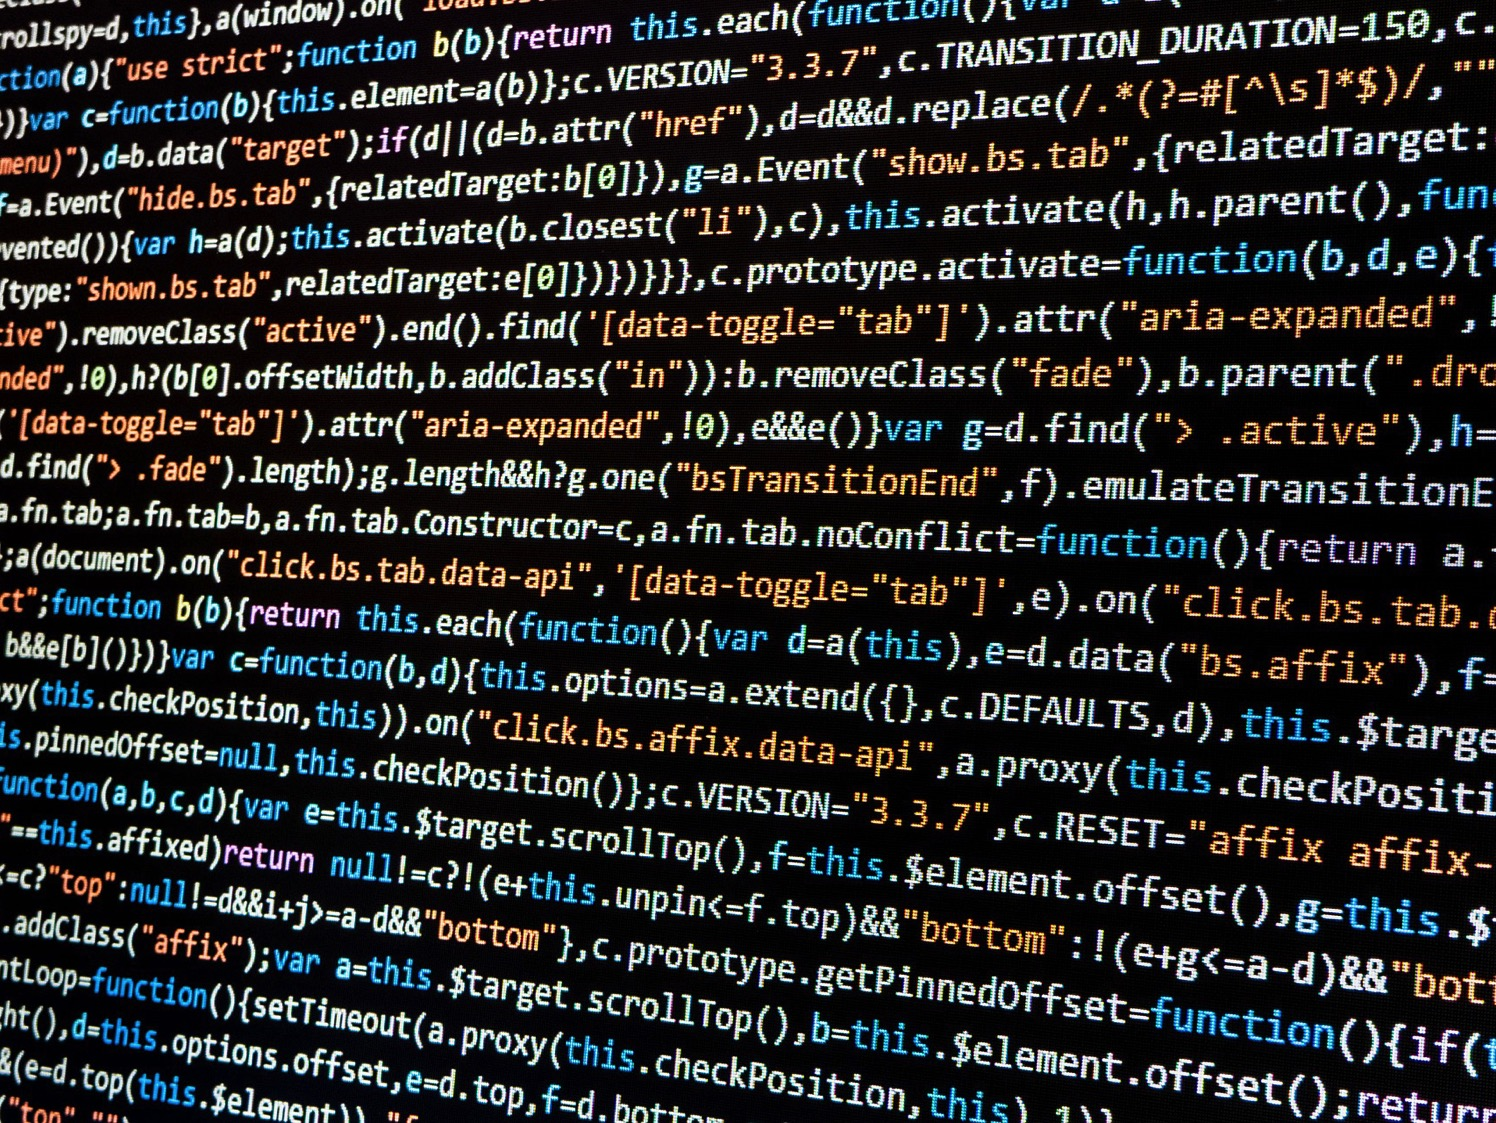 rollspy=d,this},a(window).on(
ction(a){"use strict";function b(b){return this.each(function(){var
)}var c=function(b){this.element=a(b)};c.VERSION="3.3.7",c.TRANSITION_DURATION=150,c.
menu)"),d=b.data("target");if(d||(d=b.attr("href"),d=d&&d.replace(/.*(?=#[^\s]*$)/,""
f=a.Event("hide.bs.tab",{relatedTarget:b[0]}),g=a.Event("show.bs.tab",{relatedTarget:
vented()){var h=a(d);this.activate(b.closest("li"),c),this.activate(h,h.parent(),func
{type:"shown.bs.tab",relatedTarget:e[0]})})}}},c.prototype.activate=function(b,d,e){
ive").removeClass("active").end().find('[data-toggle="tab"]').attr("aria-expanded",!
nded",!0),h?(b[0].offsetWidth,b.addClass("in")):b.removeClass("fade"),b.parent(".dro
('[data-toggle="tab"]').attr("aria-expanded",!0),e&&e()}var g=d.find("> .active"),h=
d.find("> .fade").length);g.length&&h?g.one("bsTransitionEnd",f).emulateTransitionE
a.fn.tab;a.fn.tab=b,a.fn.tab.Constructor=c,a.fn.tab.noConflict=function(){return a.
};a(document).on("click.bs.tab.data-api",'[data-toggle="tab"]',e).on("click.bs.tab.
ct";function b(b){return this.each(function(){var d=a(this),e=d.data("bs.affix"),f=
b&&e[b]()})}var c=function(b,d){this.options=a.extend({},c.DEFAULTS,d),this.$targe
xy(this.checkPosition,this)).on("click.bs.affix.data-api",a.proxy(this.checkPositi
is.pinnedOffset=null,this.checkPosition()};c.VERSION="3.3.7",c.RESET="affix affix-
function(a,b,c,d){var e=this.$target.scrollTop(),f=this.$element.offset(),g=this.$
"==this.affixed)return null!=c?!(e+this.unpin<=f.top)&&"bottom":!(e+g<=a-d)&&"bott
<=c?"top":null!=d&&i+j>=a-d&&"bottom"},c.prototype.getPinnedOffset=function(){if(t
.addClass("affix");var a=this.$target.scrollTop(),b=this.$element.offset();return
ntLoop=function(){setTimeout(a.proxy(this.checkPosition,this),1)}
ght(),d=this.options.offset,e=d.top,f=d.bottom
&(e=d.top(this.$element)),
("top","")